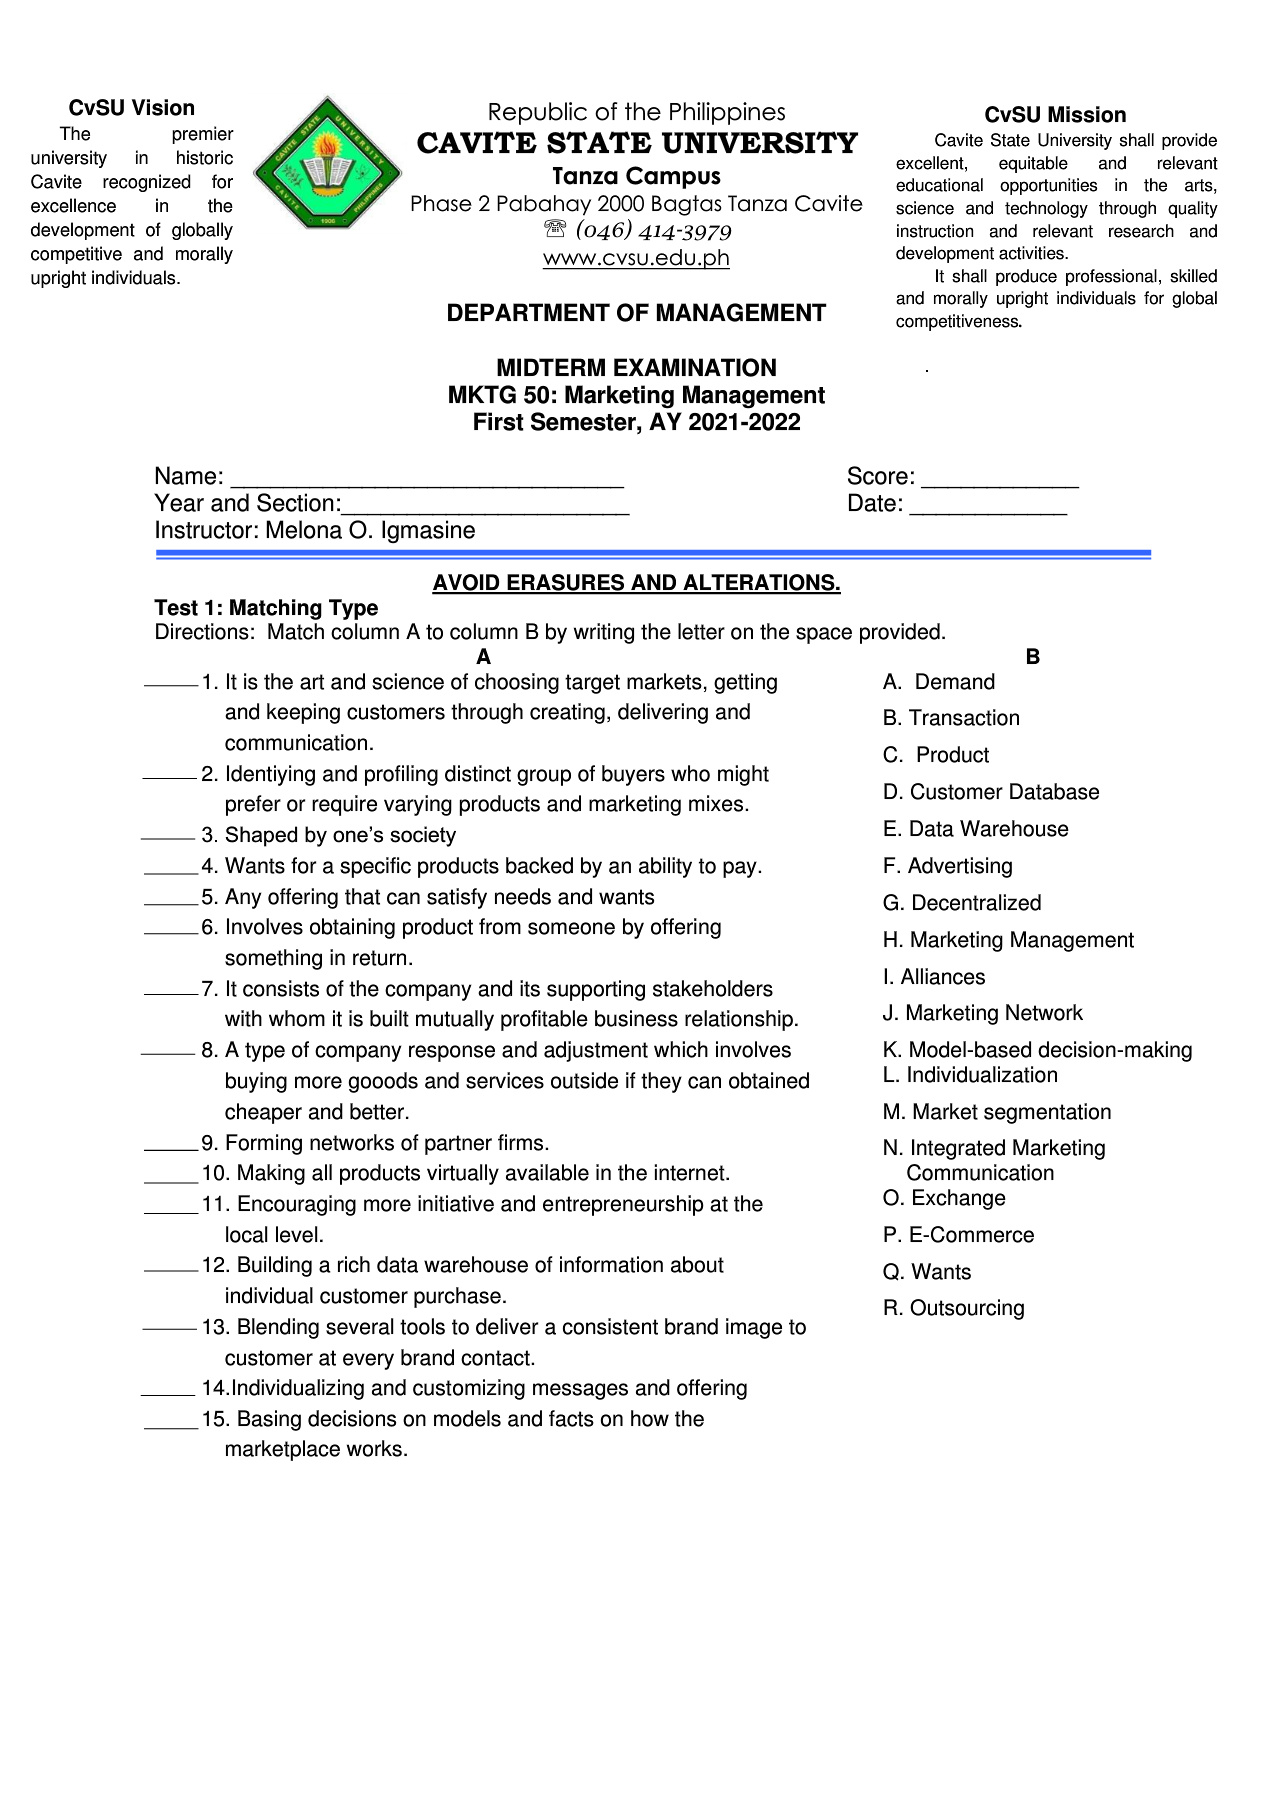 CvSU Vision
The premier
university in historic
Cavite recognized for
excellence in the
development of globally
competitive and morally
upright individuals.
CAVITE STATE UNIVERSITY
CAVITE
PHILIPPINES
1906
Republic of the Philippines
CAVITE STATE UNIVERSITY
Tanza Campus
Phase 2 Pabahay 2000 Bagtas Tanza Cavite
☏ (046) 414-3979
www.cvsu.edu.ph
CvSU Mission
Cavite State University shall provide
excellent, equitable and relevant
educational opportunities in the arts,
science and technology through quality
instruction and relevant research and
development activities.
It shall produce professional, skilled
and morally upright individuals for global
competitiveness.
DEPARTMENT OF MANAGEMENT
.
MIDTERM EXAMINATION
MKTG 50: Marketing Management
First Semester, AY 2021-2022
Name: ______________________________ Score: ____________
Year and Section:______________________ Date: ____________
Instructor: Melona O. Igmasine
AVOID ERASURES AND ALTERATIONS.
Test 1: Matching Type
Directions: Match column A to column B by writing the letter on the space provided.
A
_____1. It is the art and science of choosing target markets, getting
and keeping customers through creating, delivering and
communication.
_____2. Identiying and profiling distinct group of buyers who might
prefer or require varying products and marketing mixes.
_____3. Shaped by one’s society
_____4. Wants for a specific products backed by an ability to pay.
_____5. Any offering that can satisfy needs and wants
_____6. Involves obtaining product from someone by offering
something in return.
_____7. It consists of the company and its supporting stakeholders
with whom it is built mutually profitable business relationship.
_____8. A type of company response and adjustment which involves
buying more gooods and services outside if they can obtained
cheaper and better.
_____9. Forming networks of partner firms.
_____10. Making all products virtually available in the internet.
_____11. Encouraging more initiative and entrepreneurship at the
local level.
_____12. Building a rich data warehouse of information about
individual customer purchase.
_____13. Blending several tools to deliver a consistent brand image to
customer at every brand contact.
_____14.Individualizing and customizing messages and offering
_____15. Basing decisions on models and facts on how the
marketplace works.
B
A. Demand
B. Transaction
C. Product
D. Customer Database
E. Data Warehouse
F. Advertising
G. Decentralized
H. Marketing Management
I. Alliances
J. Marketing Network
K. Model-based decision-making
L. Individualization
M. Market segmentation
N. Integrated Marketing
Communication
O. Exchange
P. E-Commerce
Q. Wants
R. Outsourcing